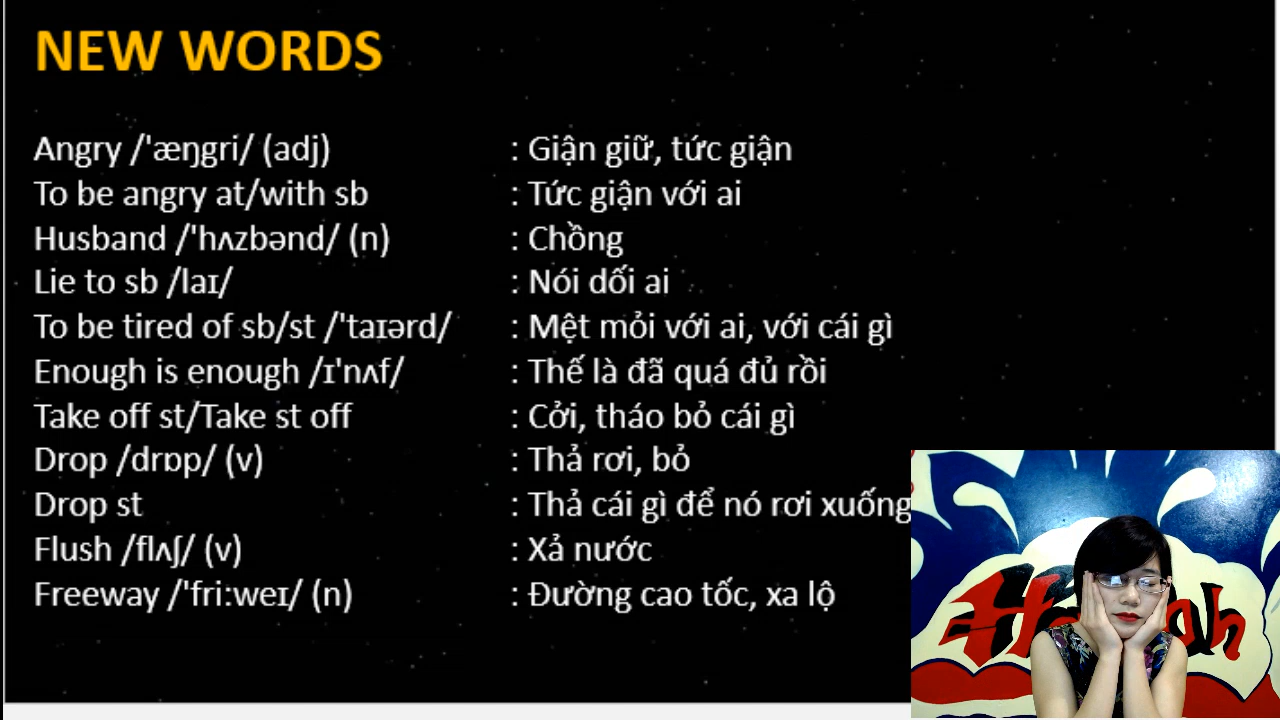 NEW WORDS
Angry /'æŋgri/ (adj) : Giận giữ, tức giận
To be angry at/with sb : Tức giận với ai
Husband /'hʌzbənd/ (n) : Chồng
Lie to sb /laɪ/ : Nói dối ai
To be tired of sb/st /'taɪərd/ : Mệt mỏi với ai, với cái gì
Enough is enough /ɪ'nʌf/ : Thế là đã quá đủ rồi
Take off st/Take st off : Cởi, tháo bỏ cái gì
Drop /drɒp/ (v) : Thả rơi, bỏ
Drop st : Thả cái gì để nó rơi xuống
Flush /flʌʃ/ (v) : Xả nước
Freeway /'fri:weɪ/ (n) : Đường cao tốc, xa lộ